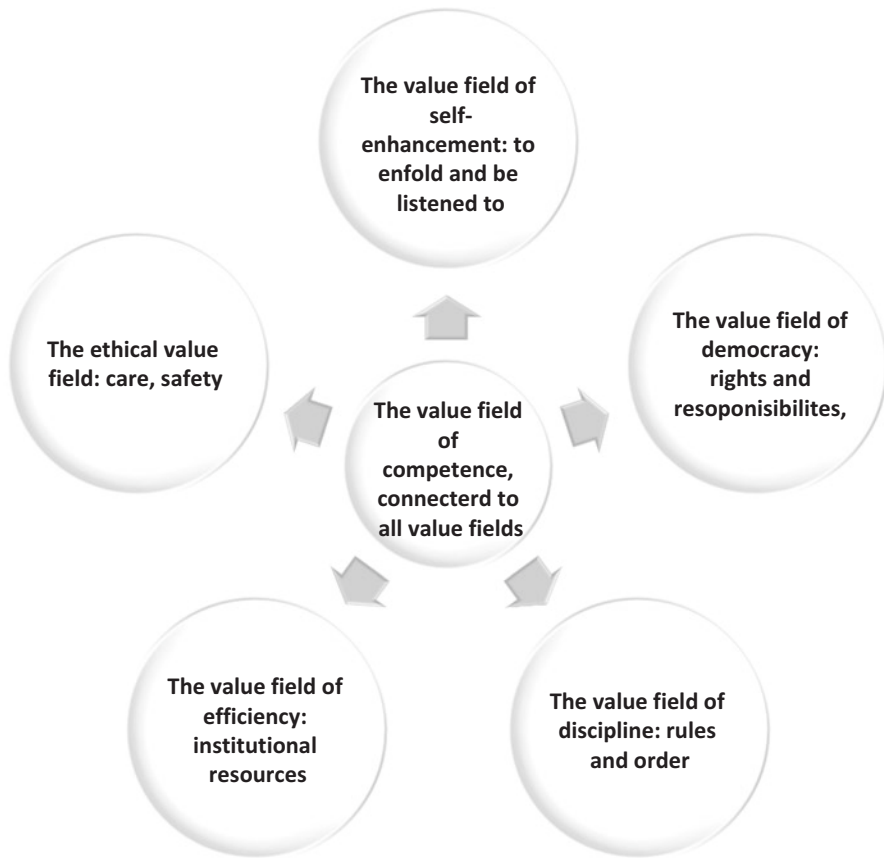 The value field of
self-
enhancement: to
enfold and be
listened to
The ethical value
field: care, safety
The value field of
democracy:
rights and
resoponisibilites,
The value field
of
competence,
connecterd to
all value fields
The value field of
efficiency:
institutional
resources
The value field of
discipline: rules
and order